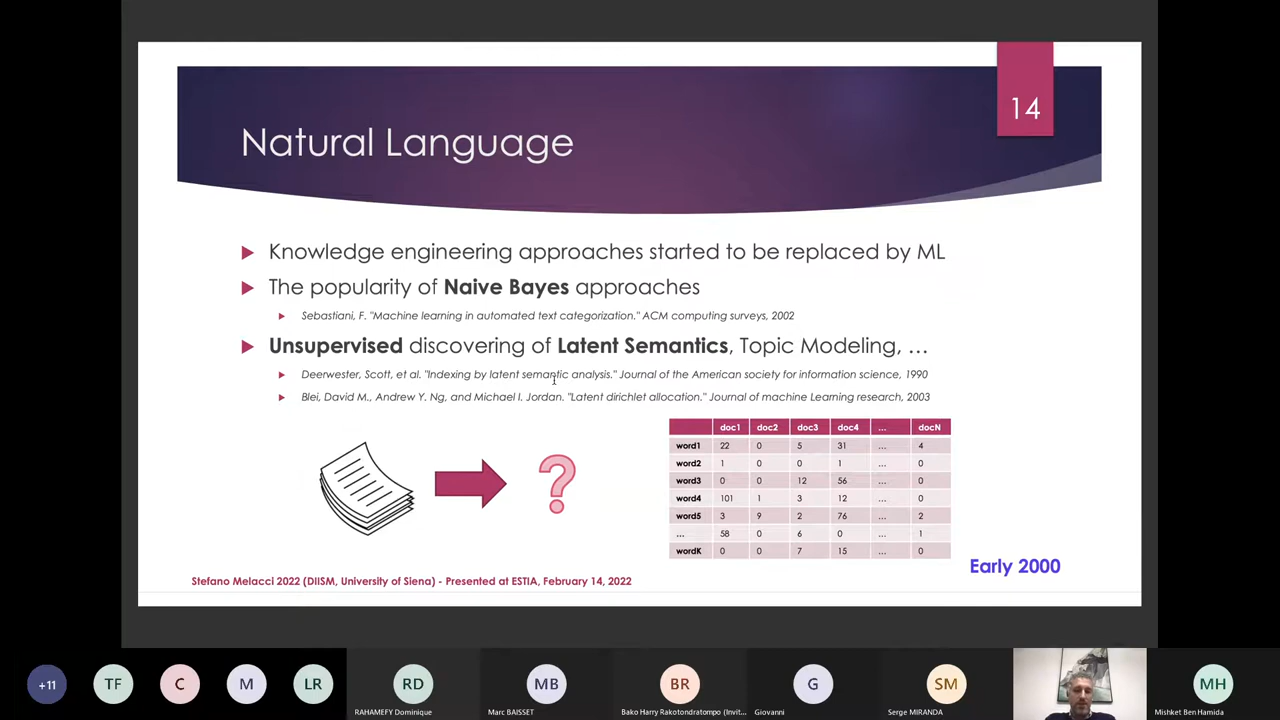 14
Natural Language
Knowledge engineering approaches started to be replaced by ML
The popularity of Naive Bayes approaches
Sebastiani, F. "Machine learning in automated text categorization." ACM computing surveys, 2002
Unsupervised discovering of Latent Semantics, Topic Modeling, …
Deerwester, Scott, et al. "Indexing by latent semantic analysis." Journal of the American society for information science, 1990
Blei, David M., Andrew Y. Ng, and Michael I. Jordan. "Latent dirichlet allocation." Journal of machine Learning research, 2003
doc1 doc2 doc3 doc4 ... docN
word1 22 0 5 31 ... 4
word2 1 0 0 1 ... 0
word3 0 0 12 56 ... 0
word4 101 1 3 12 ... 0
word5 3 9 2 76 ... 2
... 58 0 6 0 ... 1
wordK 0 0 7 15 ... 0
?
Early 2000
Stefano Melacci 2022 (DIISM, University of Siena) - Presented at ESTIA, February 14, 2022
+11 TF C M LR RD MB BR G SM MH
RAHAMEFY Dominique Marc BAISSET Bako Harry Rakotondratompo (Invit... Giovanni Serge MIRANDA Mishket Ben Hamida